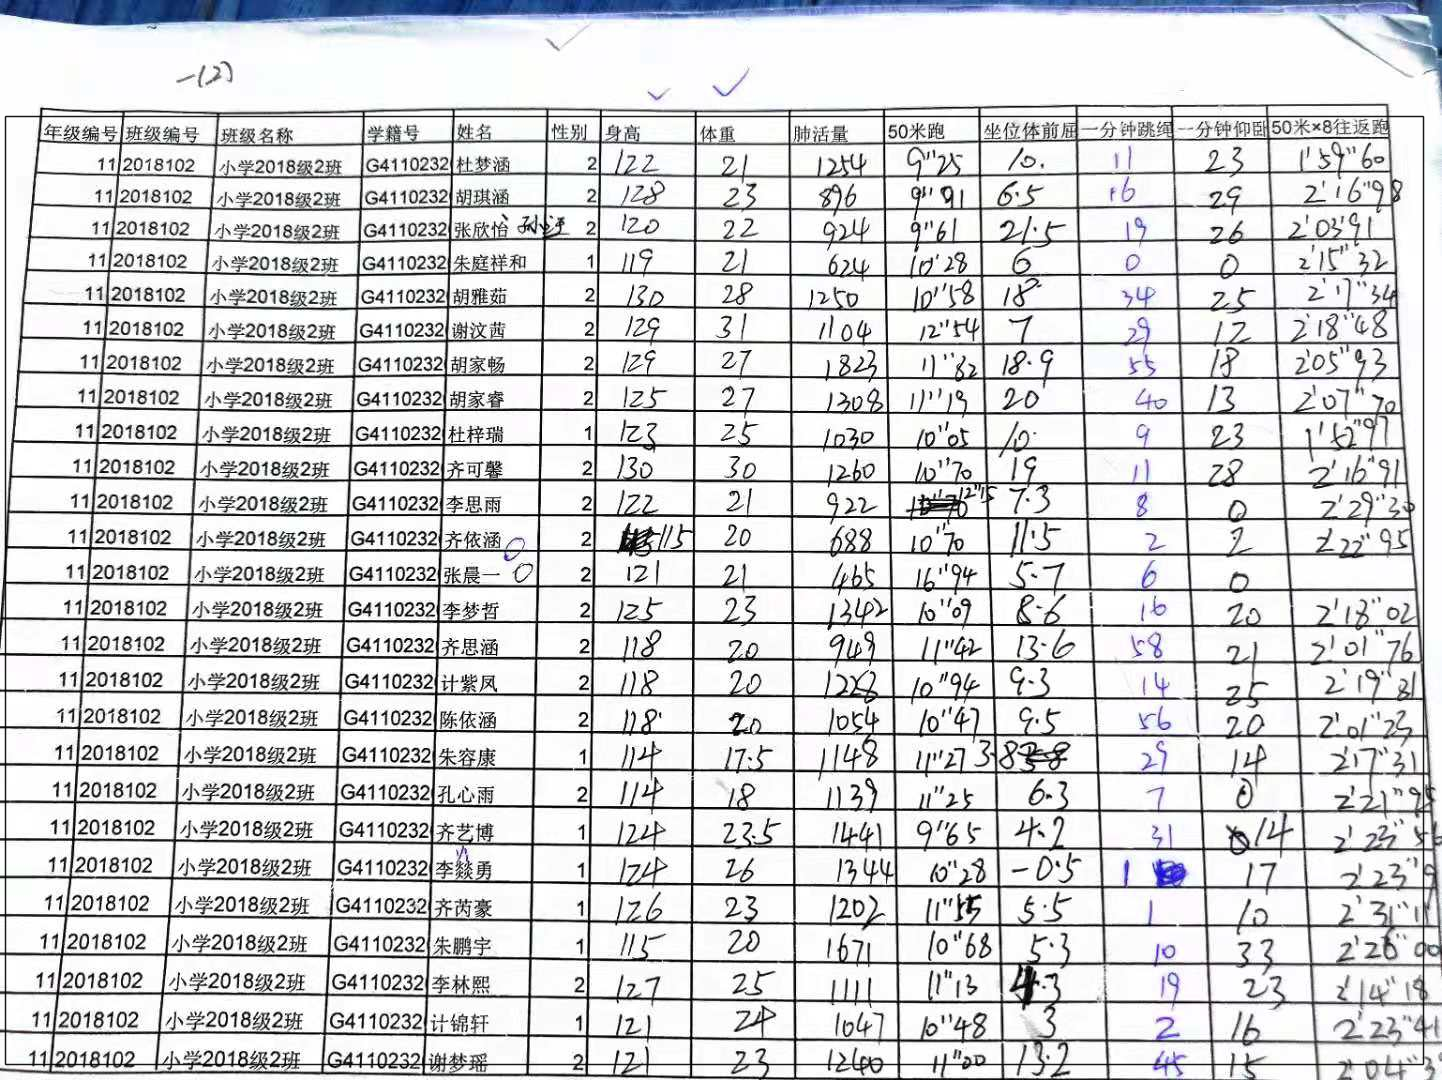 一(2)
年级编号 班级编号 班级名称 学籍号 姓名 性别 身高 体重 肺活量 50米跑 坐位体前屈 一分钟跳绳 一分钟仰卧 50米×8往返跑
11 2018102 小学2018级2班 G4110232 杜梦涵 2 122 21 1254 9"25 10. 11 23 1'59"60
11 2018102 小学2018级2班 G4110232 胡琪涵 2 128 23 896 9"91 6.5 16 29 2'16"98
11 2018102 小学2018级2班 G4110232 张欣怡 2 120 22 924 9"61 21.5 19 26 2'03"91
11 2018102 小学2018级2班 G4110232 朱庭祥和 1 119 21 624 10'28 6 0 0 2'15"32
11 2018102 小学2018级2班 G4110232 胡雅茹 2 130 28 1250 10"58 18 34 25 2'17"34
11 2018102 小学2018级2班 G4110232 谢汶茜 2 129 31 1104 12"54 7 29 12 2'18"48
11 2018102 小学2018级2班 G4110232 胡家畅 2 129 27 1823 11"82 18.9 55 18 2'05"93
11 2018102 小学2018级2班 G4110232 胡家睿 2 125 27 1308 11"19 20 40 13 2'07"70
11 2018102 小学2018级2班 G4110232 杜梓瑞 1 123 25 1030 10"05 10. 9 23 1'52"97
11 2018102 小学2018级2班 G4110232 齐可馨 2 130 30 1260 10"70 19 11 28 2'16"91
11 2018102 小学2018级2班 G4110232 李思雨 2 122 21 922 12"15 7.3 8 0 2'29"30
11 2018102 小学2018级2班 G4110232 齐依涵 2 115 20 688 10"70 11.5 2 2 2'22"95
11 2018102 小学2018级2班 G4110232 张晨一 2 121 21 465 16"94 5.7 6 0
11 2018102 小学2018级2班 G4110232 李梦哲 2 125 23 1342 10"09 8.6 16 20 2'18"02
11 2018102 小学2018级2班 G4110232 齐思涵 2 118 20 949 11"42 13.6 58 21 2'01"76
11 2018102 小学2018级2班 G4110232 计紫凤 2 118 20 1228 10"94 9.3 14 25 2'19"81
11 2018102 小学2018级2班 G4110232 陈依涵 2 118 20 1054 10"47 9.5 56 20 2'01"23
11 2018102 小学2018级2班 G4110232 朱容康 1 114 17.5 1148 11"27 3.8 29 14 2'17"31
11 2018102 小学2018级2班 G4110232 孔心雨 2 114 18 1139 11"25 6.3 7 0 2'21"95
11 2018102 小学2018级2班 G4110232 齐艺博 1 124 23.5 1441 9"65 4.2 31 14 2'23"56
11 2018102 小学2018级2班 G4110232 李燚勇 1 124 26 1344 10"28 -0.5 1 17 2'23"9
11 2018102 小学2018级2班 G4110232 齐芮豪 1 126 23 1202 11"55 5.5 1 10 2'31"11
11 2018102 小学2018级2班 G4110232 朱鹏宇 1 115 20 1671 10"68 5.3 10 33 2'26"00
11 2018102 小学2018级2班 G4110232 李林熙 2 127 25 1111 11"13 4.3 19 23 2'14"18
11 2018102 小学2018级2班 G4110232 计锦轩 1 121 24 1047 10"48 3 2 16 2'23"41
11 2018102 小学2018级2班 G4110232 谢梦瑶 2 121 23 1240 11"00 13.2 45 15 2'04"3